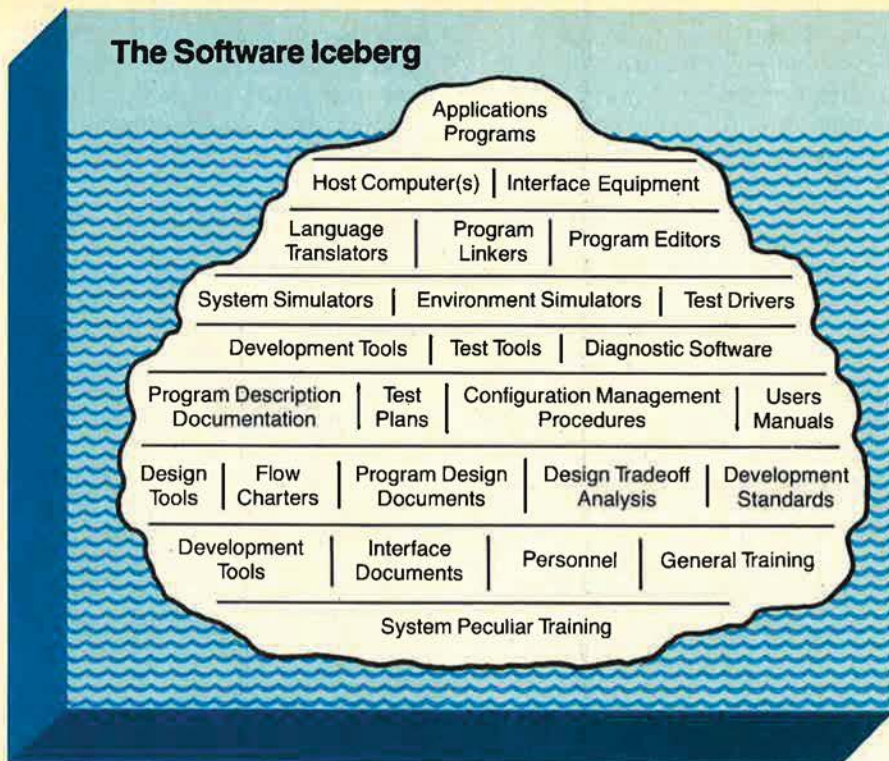 The Software Iceberg
Applications
Programs
Host Computer(s) | Interface Equipment
Language Translators | Program Linkers | Program Editors
System Simulators | Environment Simulators | Test Drivers
Development Tools | Test Tools | Diagnostic Software
Program Description Documentation | Test Plans | Configuration Management Procedures | Users Manuals
Design Tools | Flow Charters | Program Design Documents | Design Tradeoff Analysis | Development Standards
Development Tools | Interface Documents | Personnel | General Training
System Peculiar Training